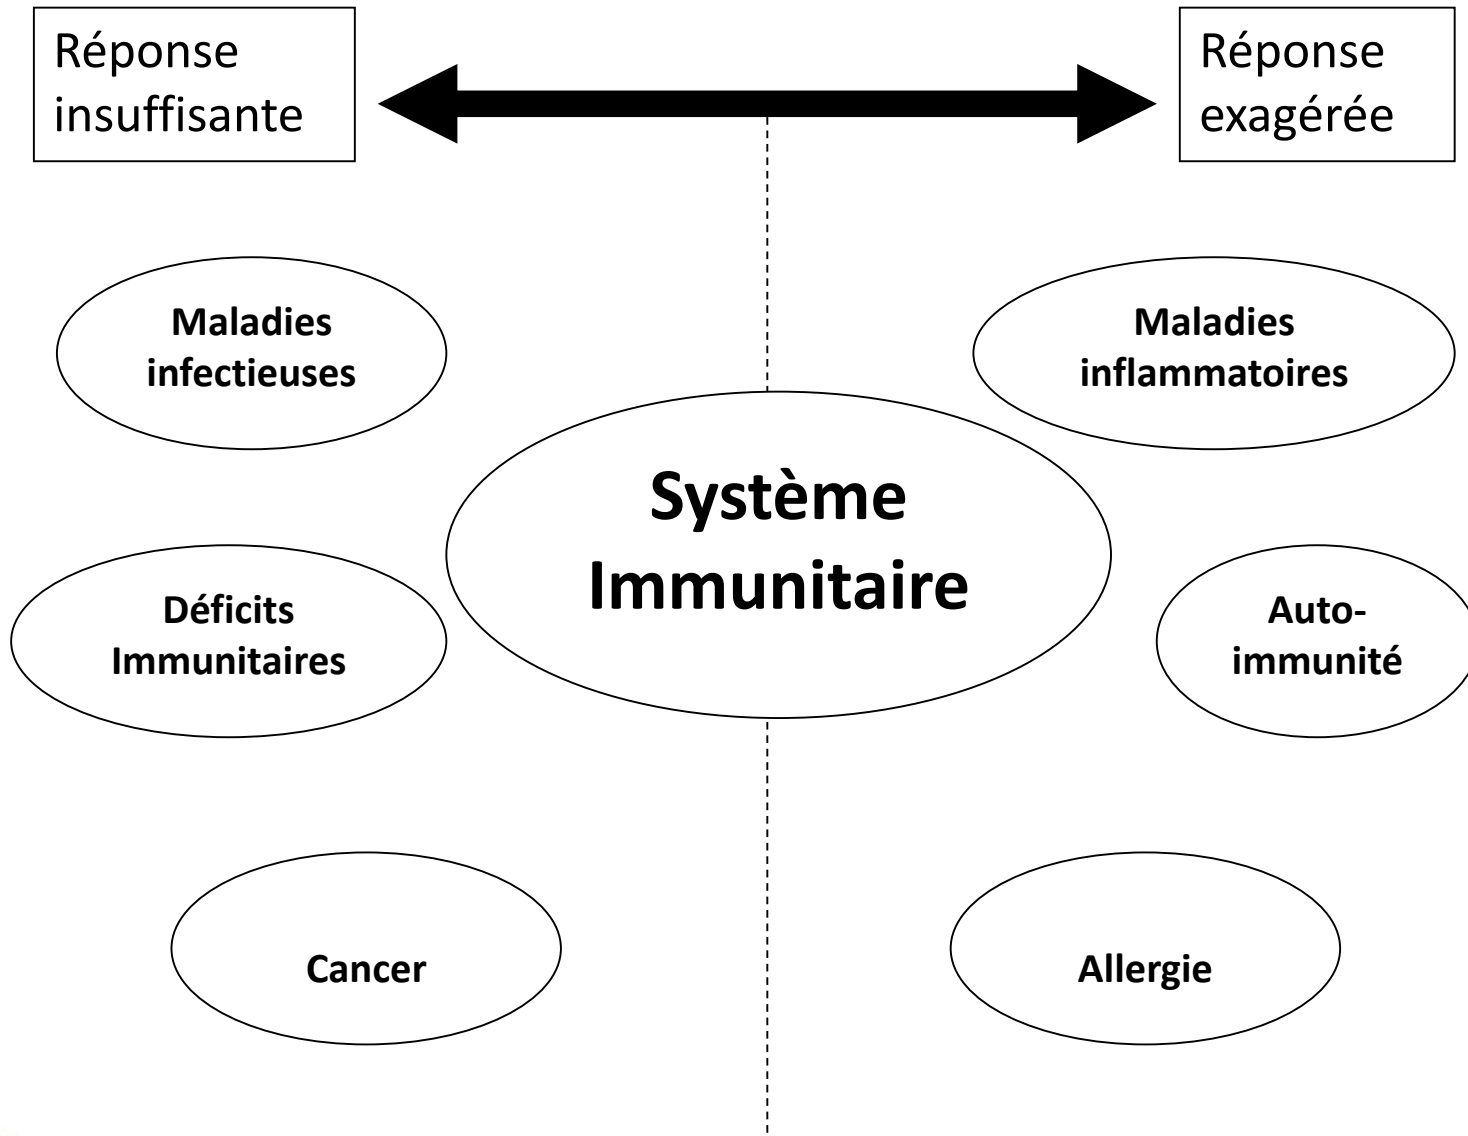 Réponse
insuffisante
Réponse
exagérée
Maladies
infectieuses
Maladies
inflammatoires
Système
Immunitaire
Déficits
Immunitaires
Auto-
immunité
Cancer
Allergie